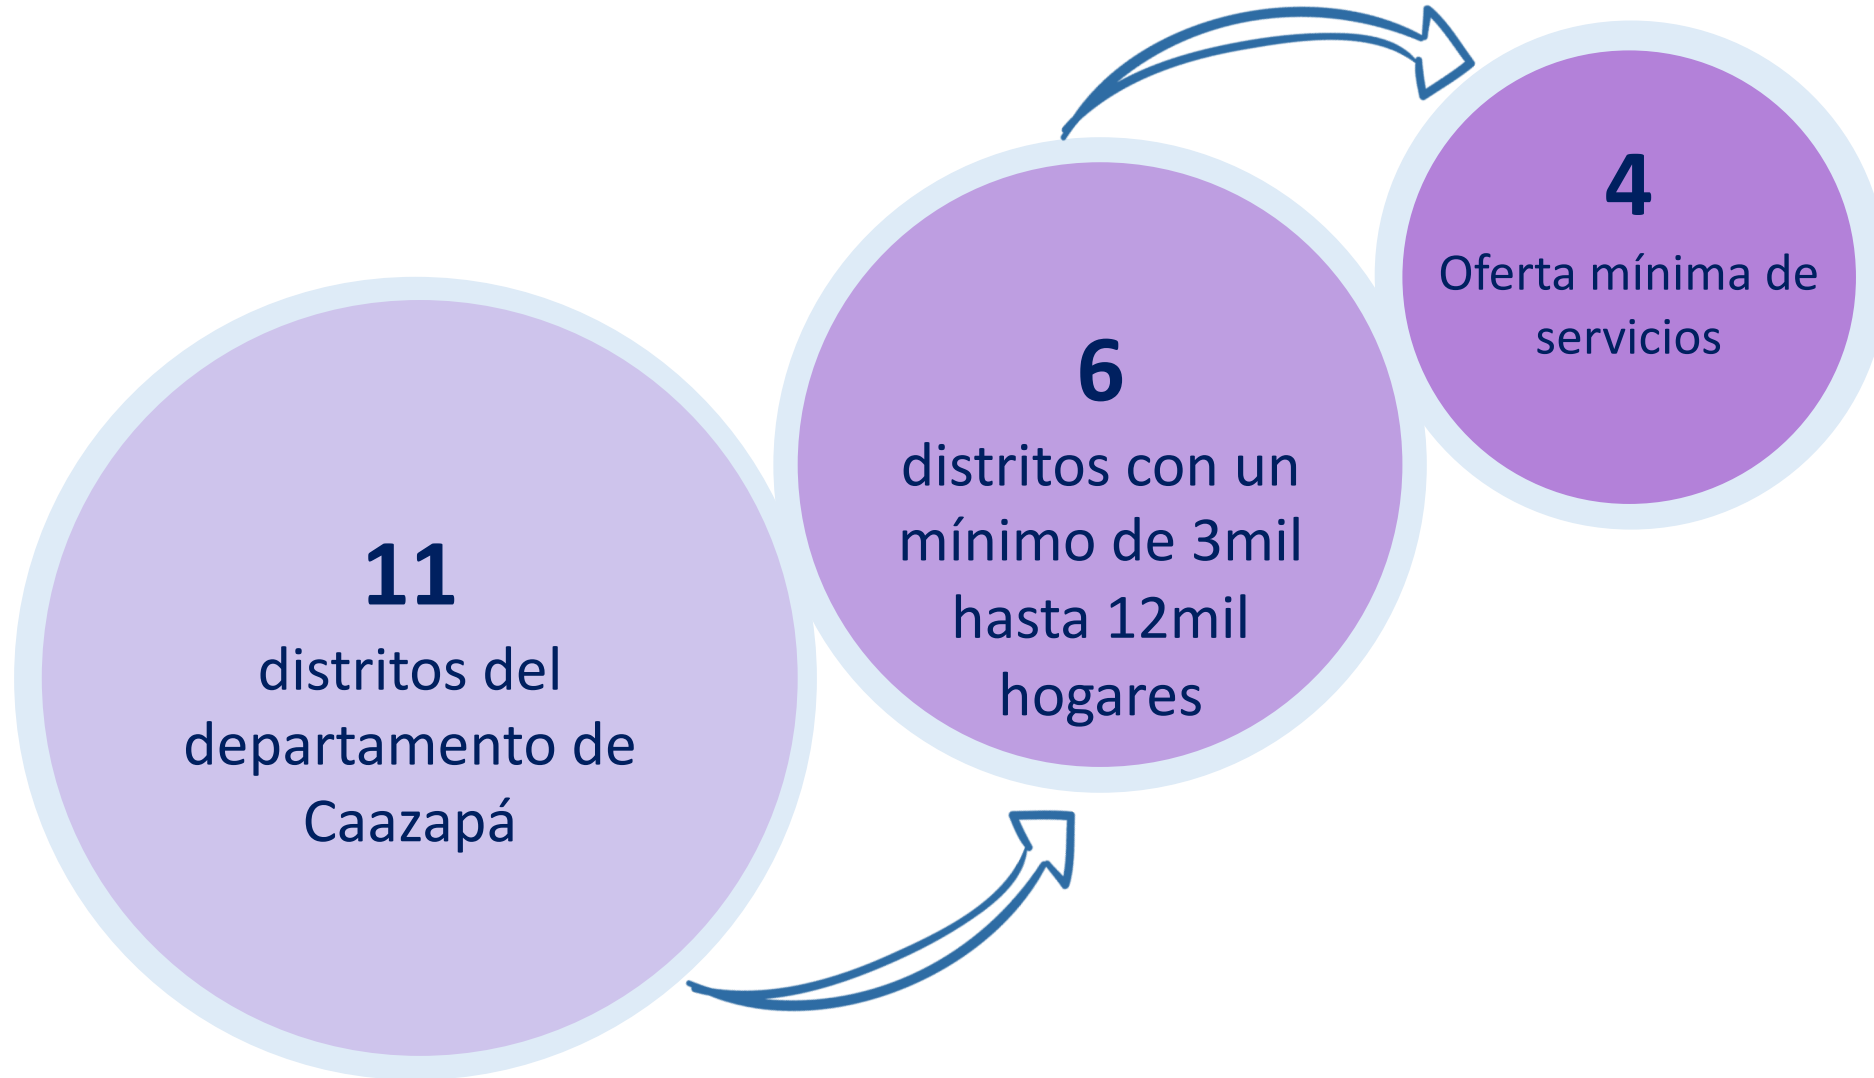 11
distritos del
departamento de
Caazapá
6
distritos con un
mínimo de 3mil
hasta 12mil
hogares
4
Oferta mínima de
servicios